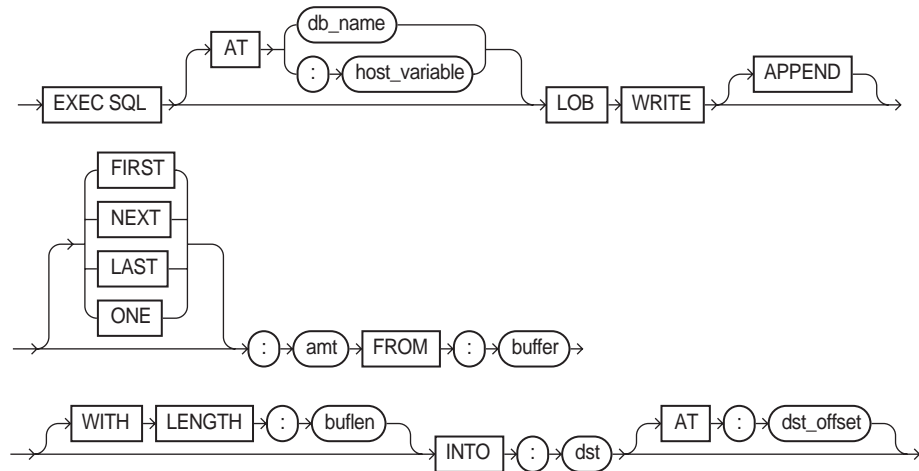 db_name
AT
: host_variable
EXEC SQL LOB WRITE APPEND
FIRST
NEXT
LAST
ONE
: amt FROM : buffer
WITH LENGTH : buflen AT : dst_offset
INTO : dst